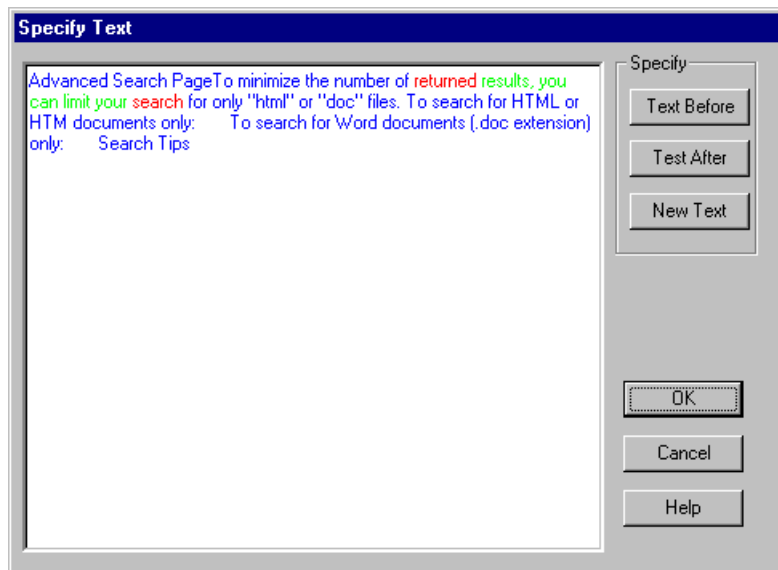 Specify Text
Advanced Search PageTo minimize the number of returned results, you
can limit your search for only "html" or "doc" files. To search for HTML or
HTM documents only: To search for Word documents (.doc extension)
only: Search Tips
Specify
Text Before
Test After
New Text
OK
Cancel
Help